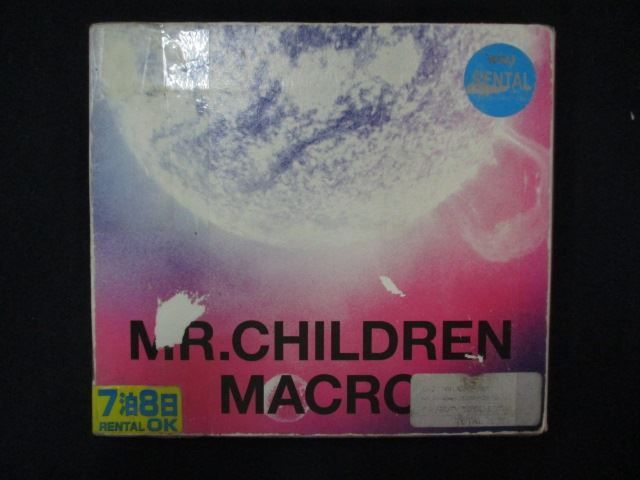 RENTAL
MR.CHILDREN
MACRO
7泊8日
RENTAL OK